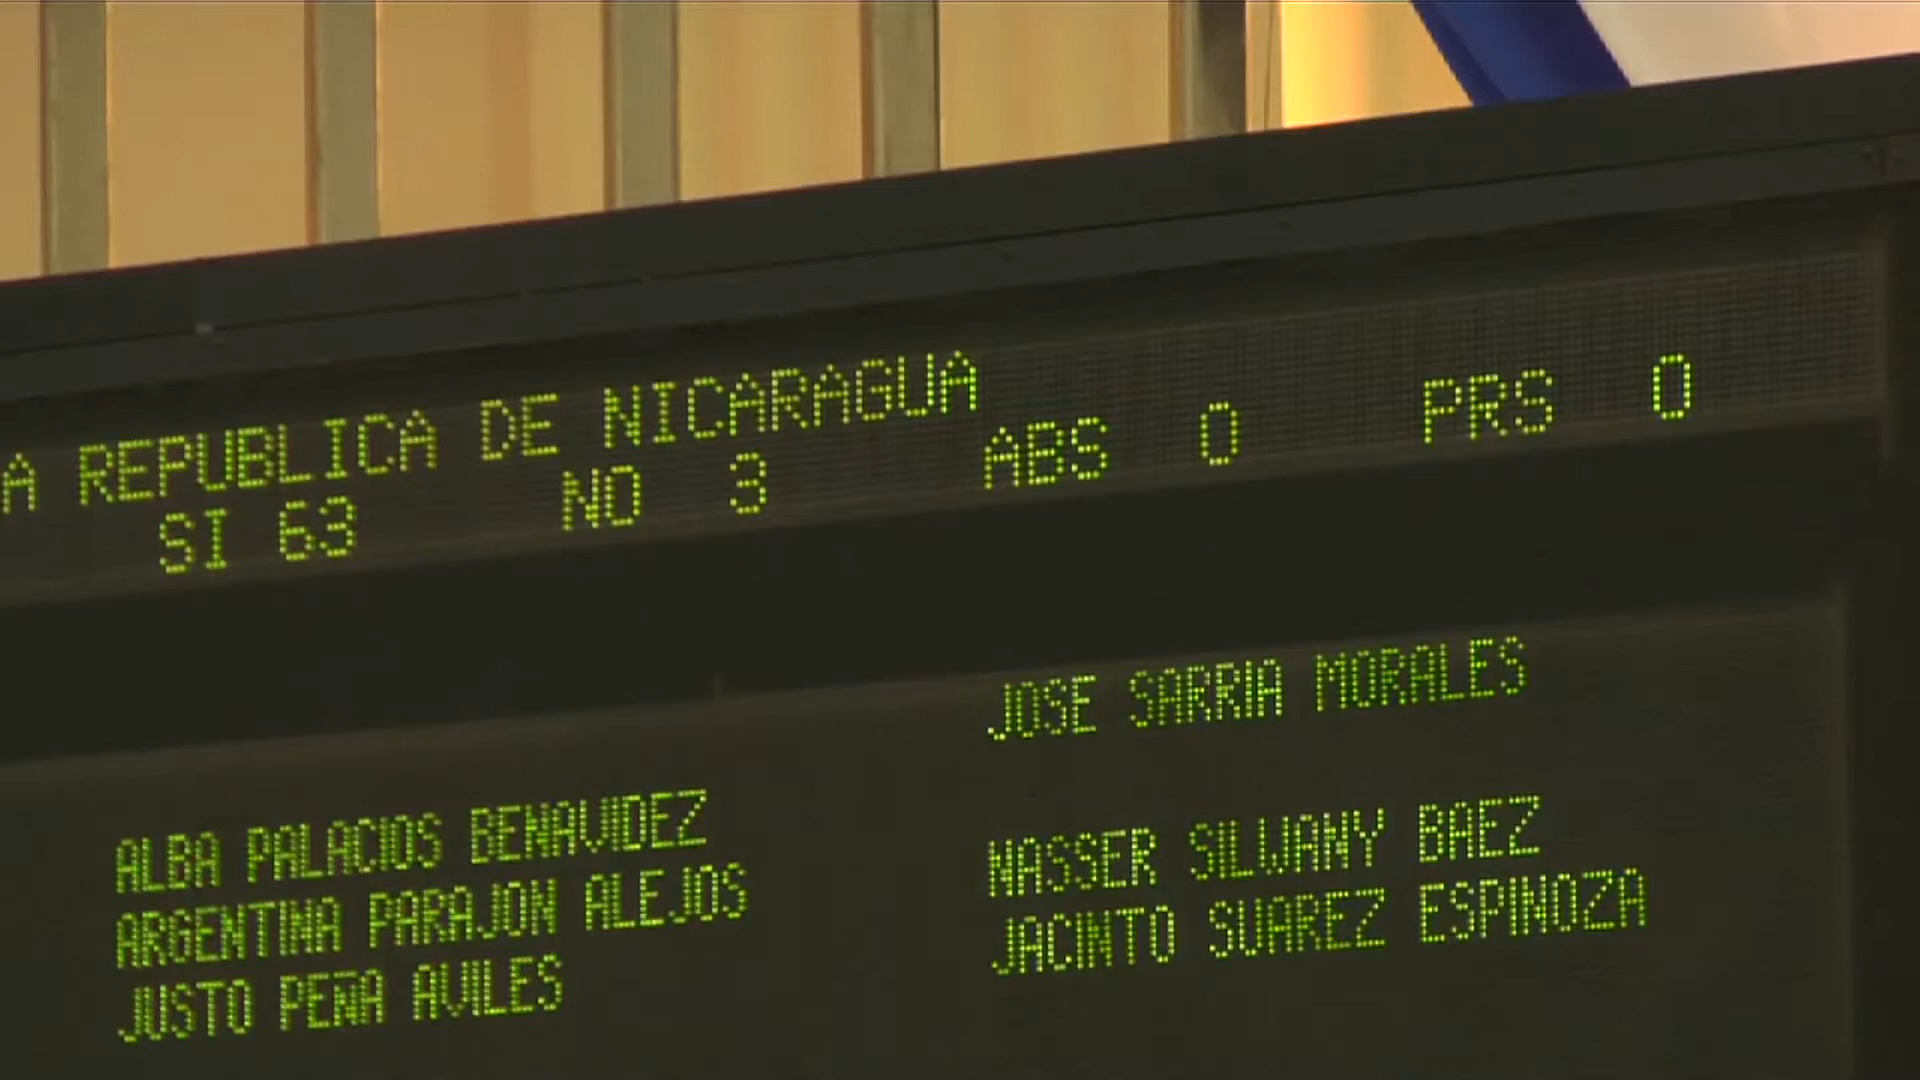 A REPUBLICA DE NICARAGUA
SI 63 NO 3 ABS 0 PRS 0
JOSE SARRIA MORALES
ALBA PALACIOS BENAVIDEZ
NASSER SILWANY BAEZ
ARGENTINA PARAJON ALEJOS
JACINTO SUAREZ ESPINOZA
JUSTO PEÑA AVILES